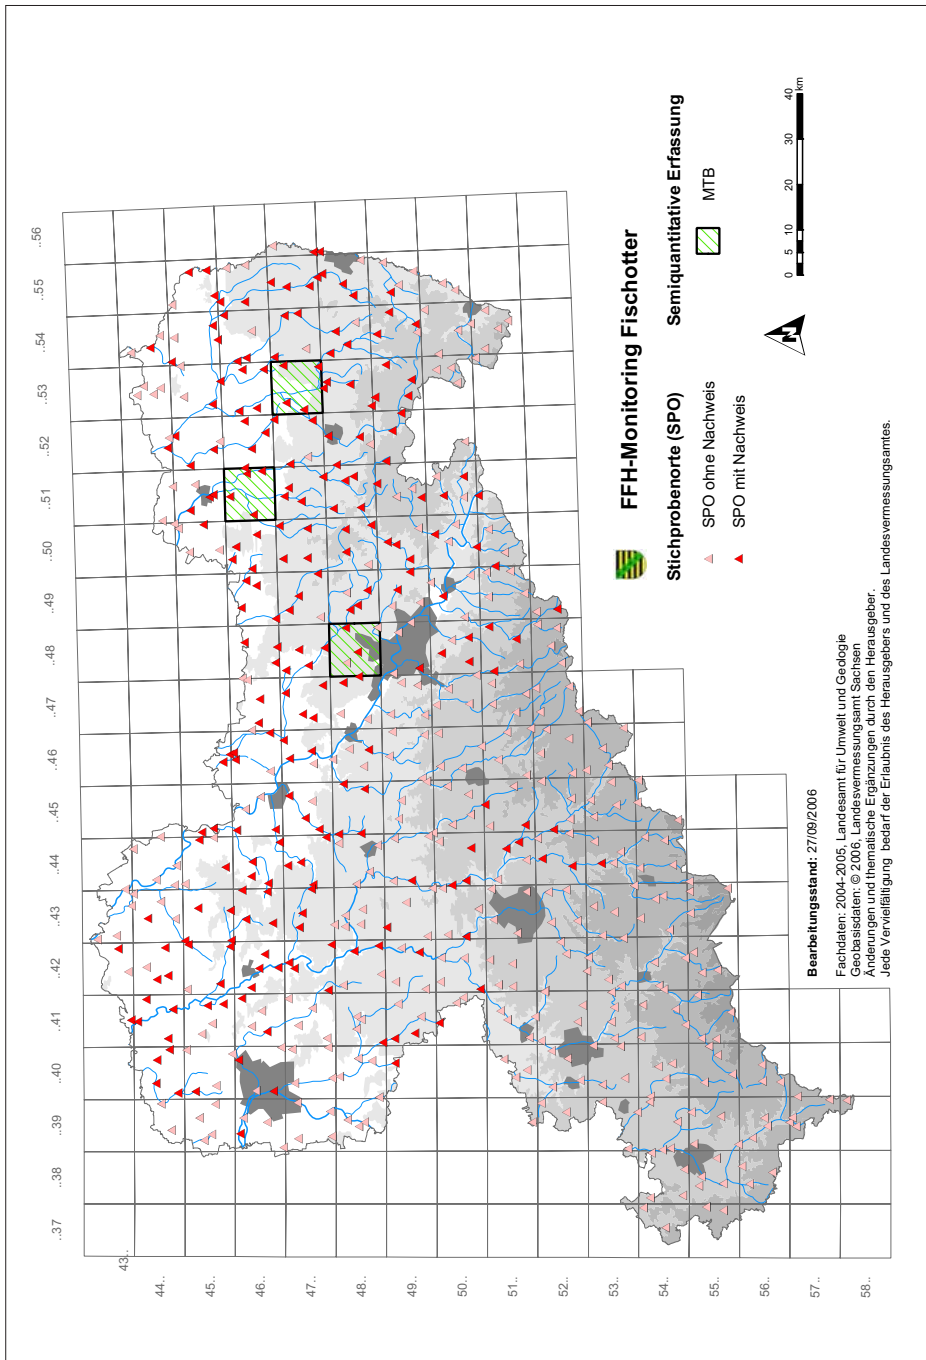 ..37
..38
..39
..40
..41
..42
..43
..44
..45
..46
..47
..48
..49
..50
..51
..52
..53
..54
..55
..56
43..
44..
45..
46..
47..
48..
49..
50..
51..
52..
53..
54..
55..
56..
57..
58..
FFH-Monitoring Fischotter
Stichprobenorte (SPO)
SPO ohne Nachweis
SPO mit Nachweis
Semiquantitative Erfassung
MTB
N
0 5 10 20 30 40
km
Bearbeitungsstand: 27/09/2006
Fachdaten: 2004-2005, Landesamt für Umwelt und Geologie
Geobasisdaten: © 2006, Landesvermessungsamt Sachsen
Änderungen und thematische Ergänzungen durch den Herausgeber.
Jede Vervielfältigung bedarf der Erlaubnis des Herausgebers und des Landesvermessungsamtes.